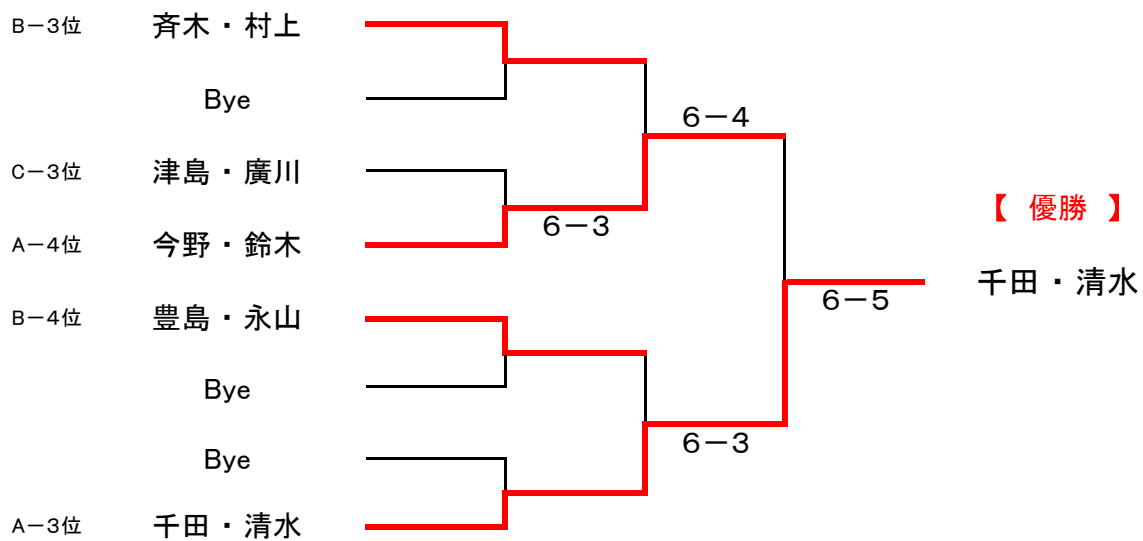 B－3位 斉木・村上
Bye
6－4
C－3位 津島・廣川
【 優勝 】
6－3
A－4位 今野・鈴木
千田・清水
6－5
B－4位 豊島・永山
Bye
6－3
Bye
A－3位 千田・清水